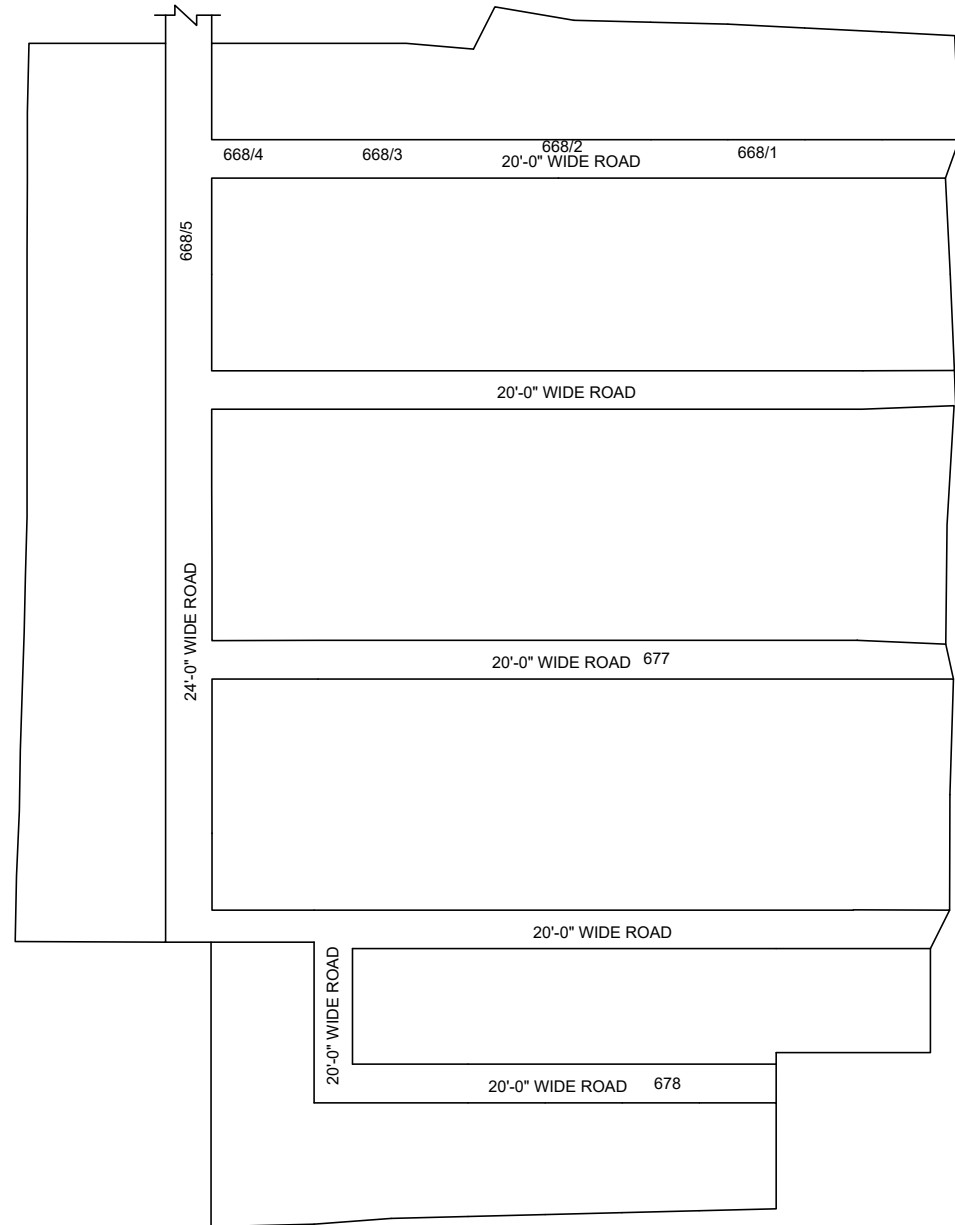 668/4
668/3
668/2
668/1
20'-0" WIDE ROAD
668/5
20'-0" WIDE ROAD
24'-0" WIDE ROAD
20'-0" WIDE ROAD 677
20'-0" WIDE ROAD
20'-0" WIDE ROAD
20'-0" WIDE ROAD 678